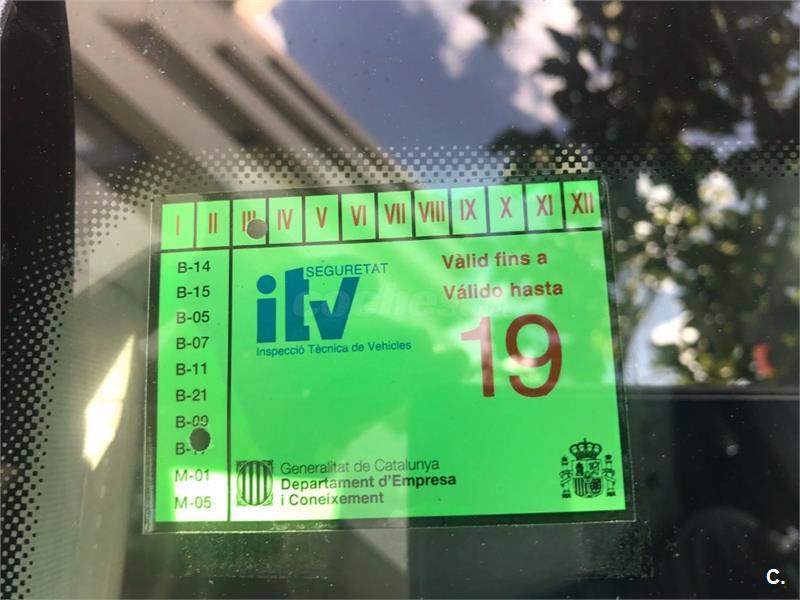 I II III IV V VI VII VIII IX X XI XII
B-14
B-15
B-05
B-07
B-11
B-21
B-09
M-01
M-05
SEGURETAT
itv
Inspecció Tècnica de Vehicles
Vàlid fins a
Válido hasta
19
Generalitat de Catalunya
Departament d'Empresa
i Coneixement
C.